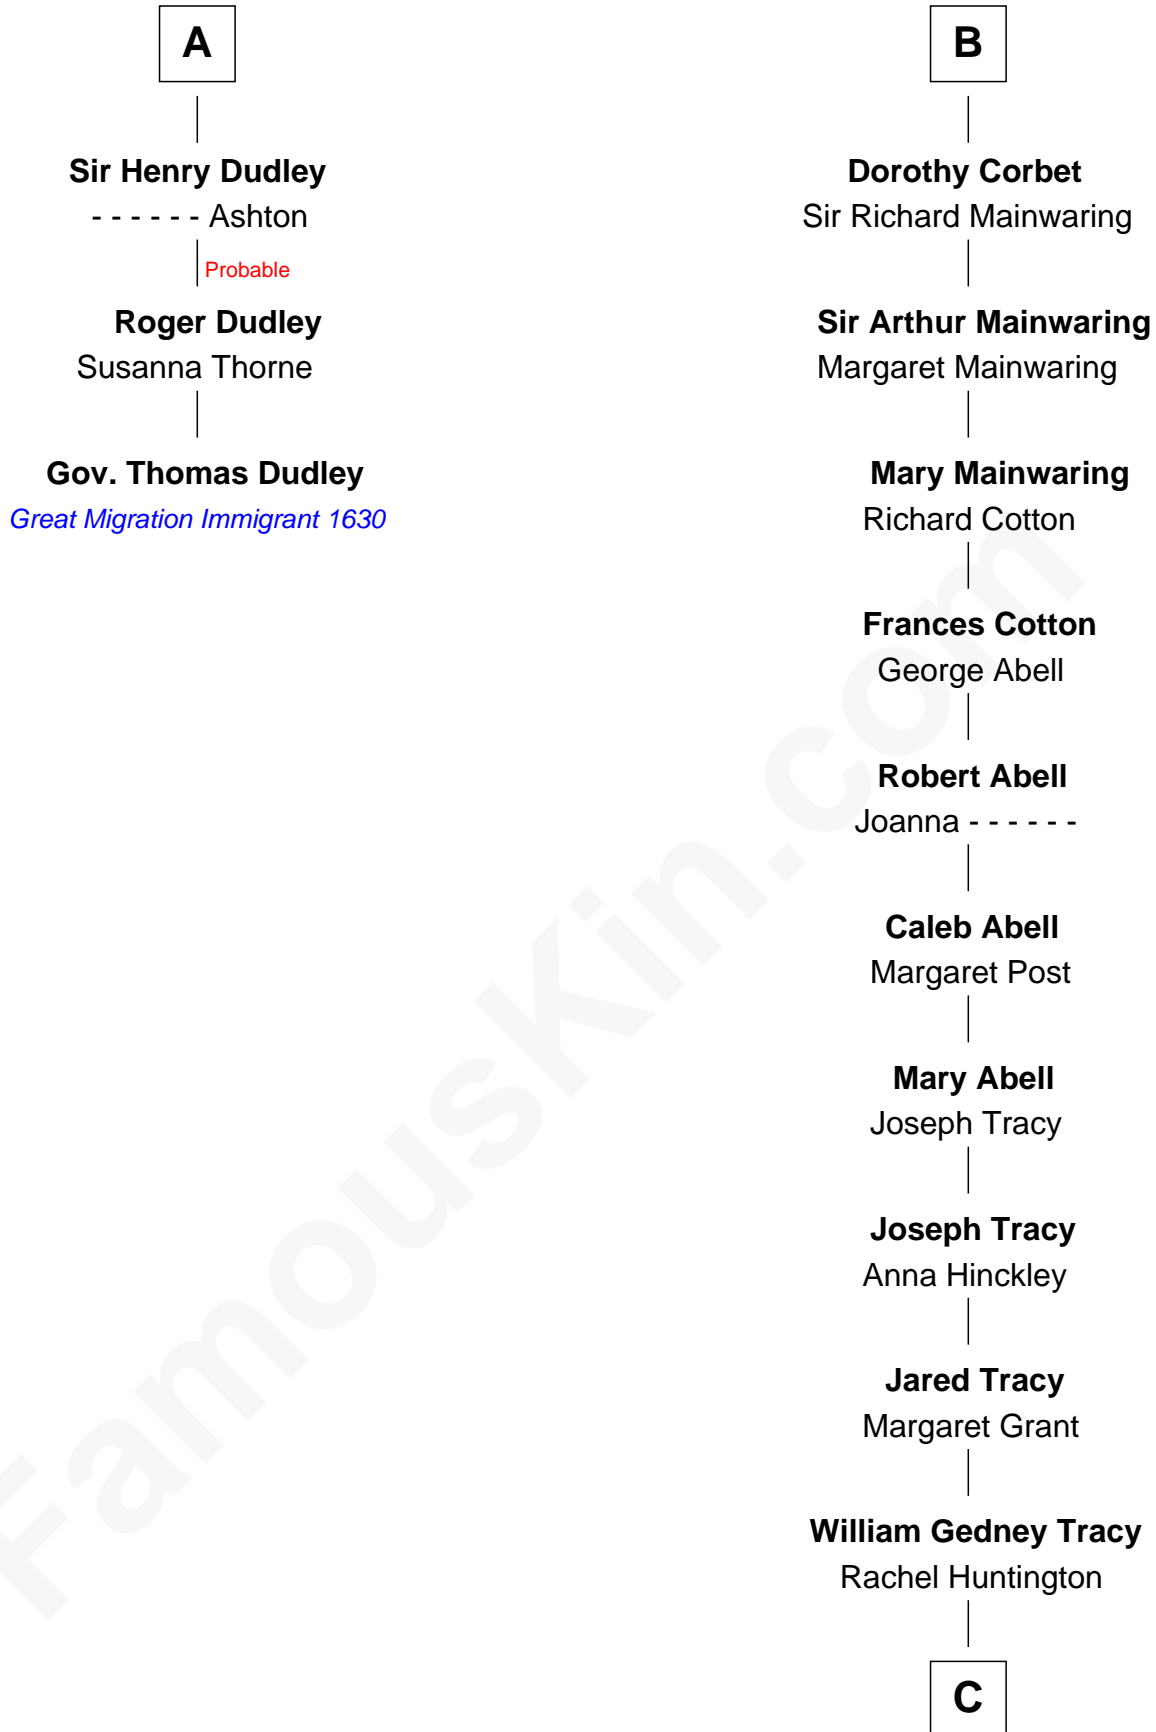 A
Sir Henry Dudley
- - - - - - Ashton
Probable
Roger Dudley
Susanna Thorne
Gov. Thomas Dudley
Great Migration Immigrant 1630
B
Dorothy Corbet
Sir Richard Mainwaring
Sir Arthur Mainwaring
Margaret Mainwaring
Mary Mainwaring
Richard Cotton
Frances Cotton
George Abell
Robert Abell
Joanna - - - - - -
Caleb Abell
Margaret Post
Mary Abell
Joseph Tracy
Joseph Tracy
Anna Hinckley
Jared Tracy
Margaret Grant
William Gedney Tracy
Rachel Huntington
C
FamousKin.com